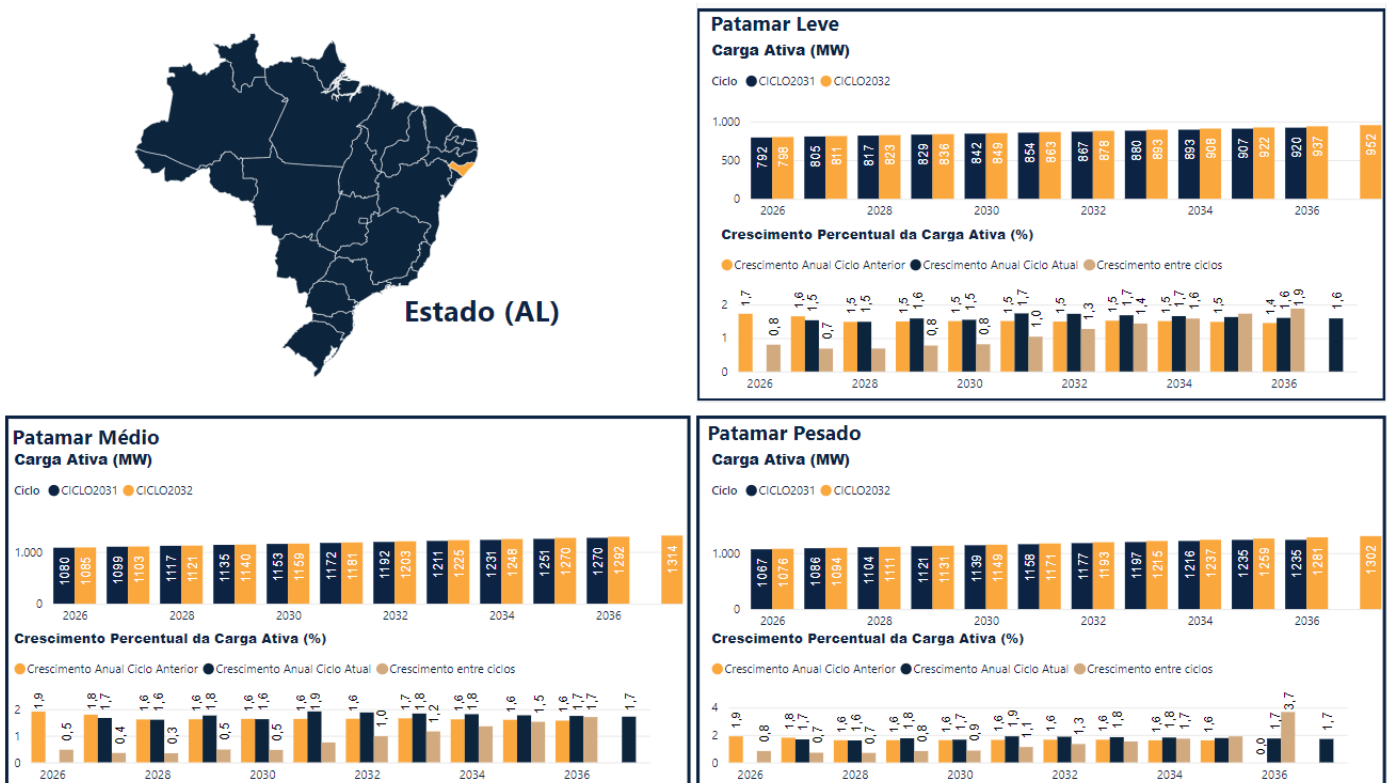 Estado (AL)
Patamar Leve
Carga Ativa (MW)
Ciclo CICLO2031 CICLO2032
1.000
500
0
792 798 805 811 817 823 829 836 842 849 854 863 867 878 880 893 893 908 907 922 920 937 952
2026 2028 2030 2032 2034 2036
Crescimento Percentual da Carga Ativa (%)
Crescimento Anual Ciclo Anterior Crescimento Anual Ciclo Atual Crescimento entre ciclos
2
1
0
1,7 0,8 1,6 1,5 0,7 1,5 1,5 1,5 1,6 0,8 1,5 1,5 0,8 1,5 1,7 1,0 1,5 1,3 1,5 1,7 1,4 1,5 1,7 1,6 1,5 1,4 1,6 1,9 1,6
2026 2028 2030 2032 2034 2036
Patamar Médio
Carga Ativa (MW)
Ciclo CICLO2031 CICLO2032
1.000
0
1080 1085 1099 1103 1117 1121 1135 1140 1153 1159 1172 1181 1192 1203 1211 1225 1231 1248 1251 1270 1270 1292 1314
2026 2028 2030 2032 2034 2036
Crescimento Percentual da Carga Ativa (%)
Crescimento Anual Ciclo Anterior Crescimento Anual Ciclo Atual Crescimento entre ciclos
2
1
0
1,9 0,5 1,8 1,7 0,4 1,6 1,6 0,3 1,6 1,8 0,5 1,6 1,6 0,5 1,6 1,9 1,6 1,0 1,7 1,8 1,2 1,6 1,8 1,6 1,5 1,6 1,7 1,7 1,7
2026 2028 2030 2032 2034 2036
Patamar Pesado
Carga Ativa (MW)
Ciclo CICLO2031 CICLO2032
1.000
0
1067 1076 1086 1094 1104 1111 1121 1131 1139 1149 1158 1171 1177 1193 1197 1215 1216 1237 1235 1259 1235 1281 1302
2026 2028 2030 2032 2034 2036
Crescimento Percentual da Carga Ativa (%)
Crescimento Anual Ciclo Anterior Crescimento Anual Ciclo Atual Crescimento entre ciclos
4
2
0
1,9 0,8 1,8 1,7 0,7 1,6 1,6 0,7 1,6 1,8 0,8 1,6 1,7 0,9 1,6 1,9 1,1 1,6 1,3 1,6 1,8 1,6 1,8 1,7 1,6 0,0 1,7 3,7 1,7
2026 2028 2030 2032 2034 2036